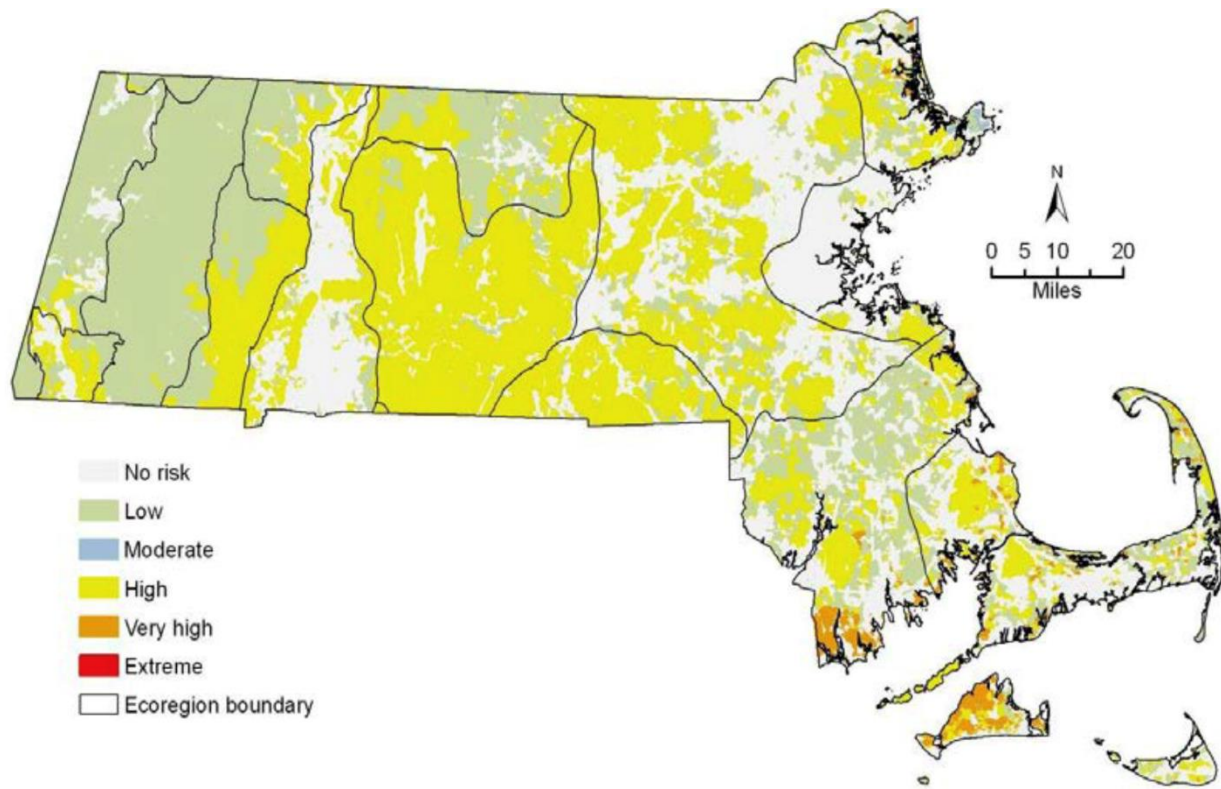 N
0 5 10 20
Miles
No risk
Low
Moderate
High
Very high
Extreme
Ecoregion boundary